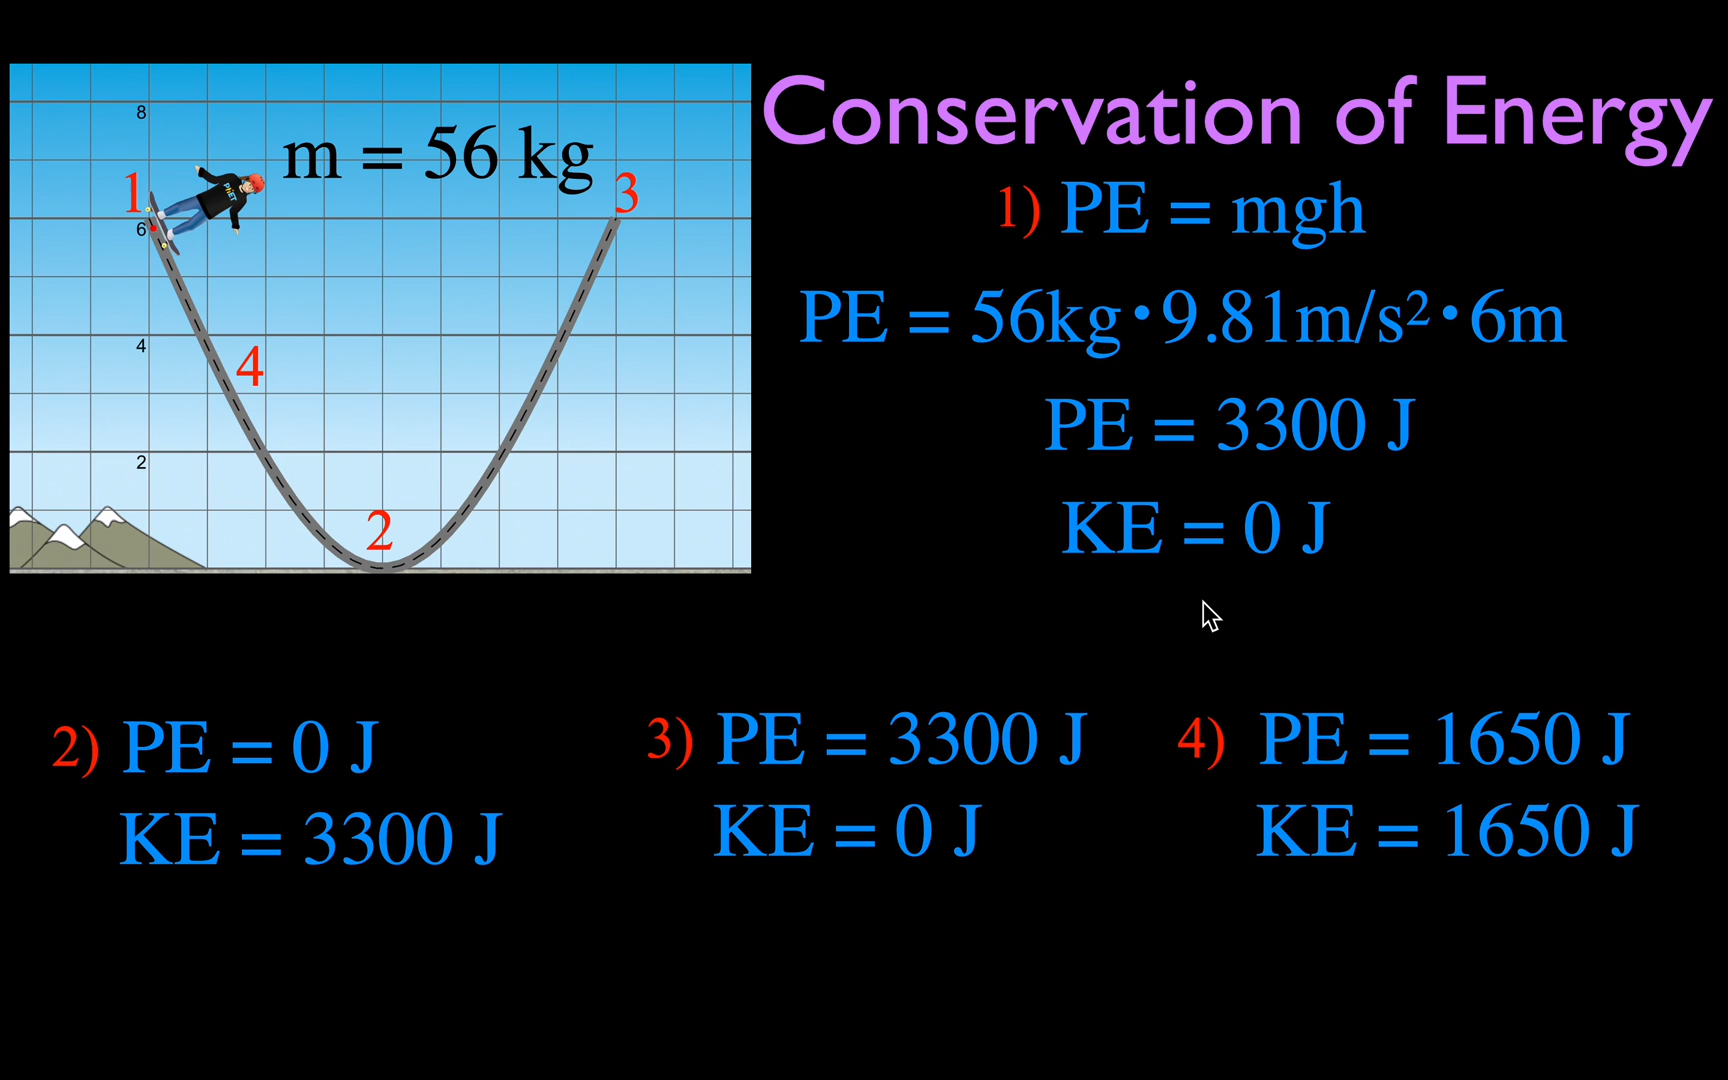 Conservation of Energy
8
m = 56 kg
1
3
6
PhET
4
4
2
2
1) PE = mgh
PE = 56kg•9.81m/s²•6m
PE = 3300 J
KE = 0 J
2) PE = 0 J
KE = 3300 J
3) PE = 3300 J
KE = 0 J
4) PE = 1650 J
KE = 1650 J